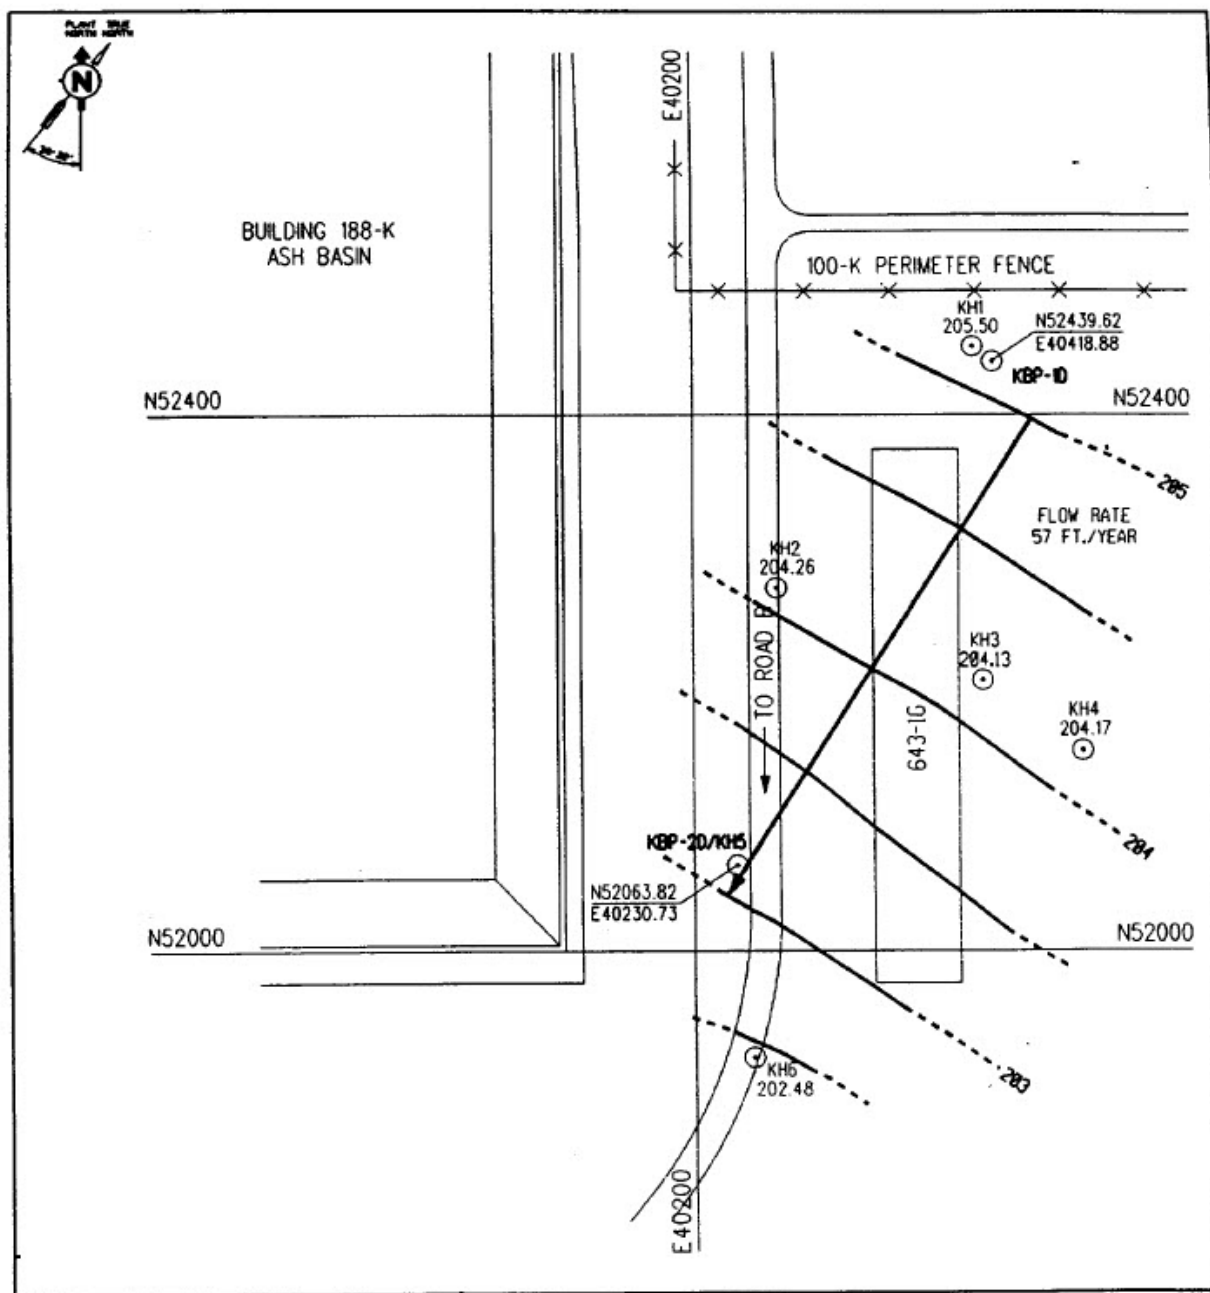 PLANT TRUE
NORTH NORTH
N
BUILDING 188-K
ASH BASIN
E40200
100-K PERIMETER FENCE
KH1
205.50
N52439.62
E40418.88
KBP-1D
N52400
N52400
205
FLOW RATE
57 FT./YEAR
KH2
204.26
TO ROAD B
KH3
204.13
KH4
204.17
643-1G
204
KBP-2D/KH5
N52063.82
E40230.73
N52000
N52000
KH6
202.48
203
E40200